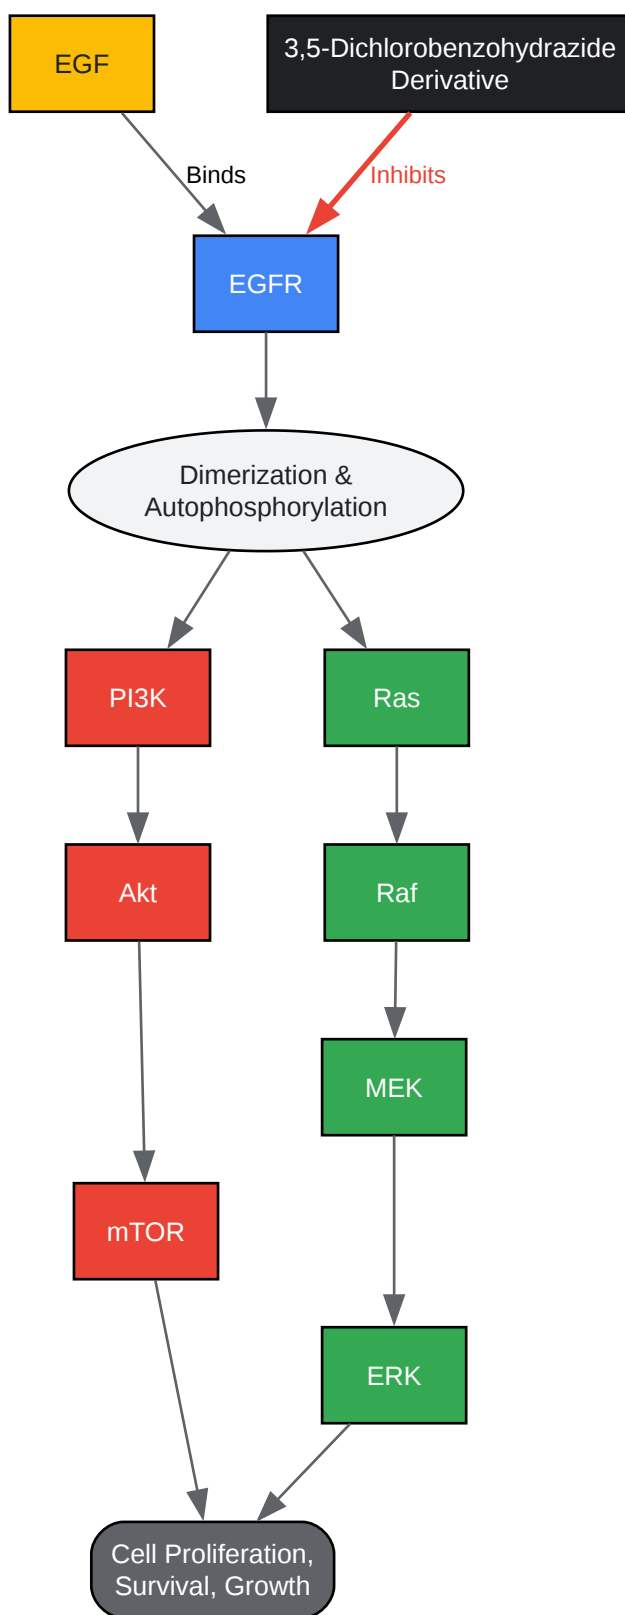 EGF
3,5-Dichlorobenzohydrazide
Derivative
Binds
Inhibits
EGFR
Dimerization &
Autophosphorylation
PI3K
Ras
Akt
Raf
MEK
mTOR
ERK
Cell Proliferation,
Survival, Growth